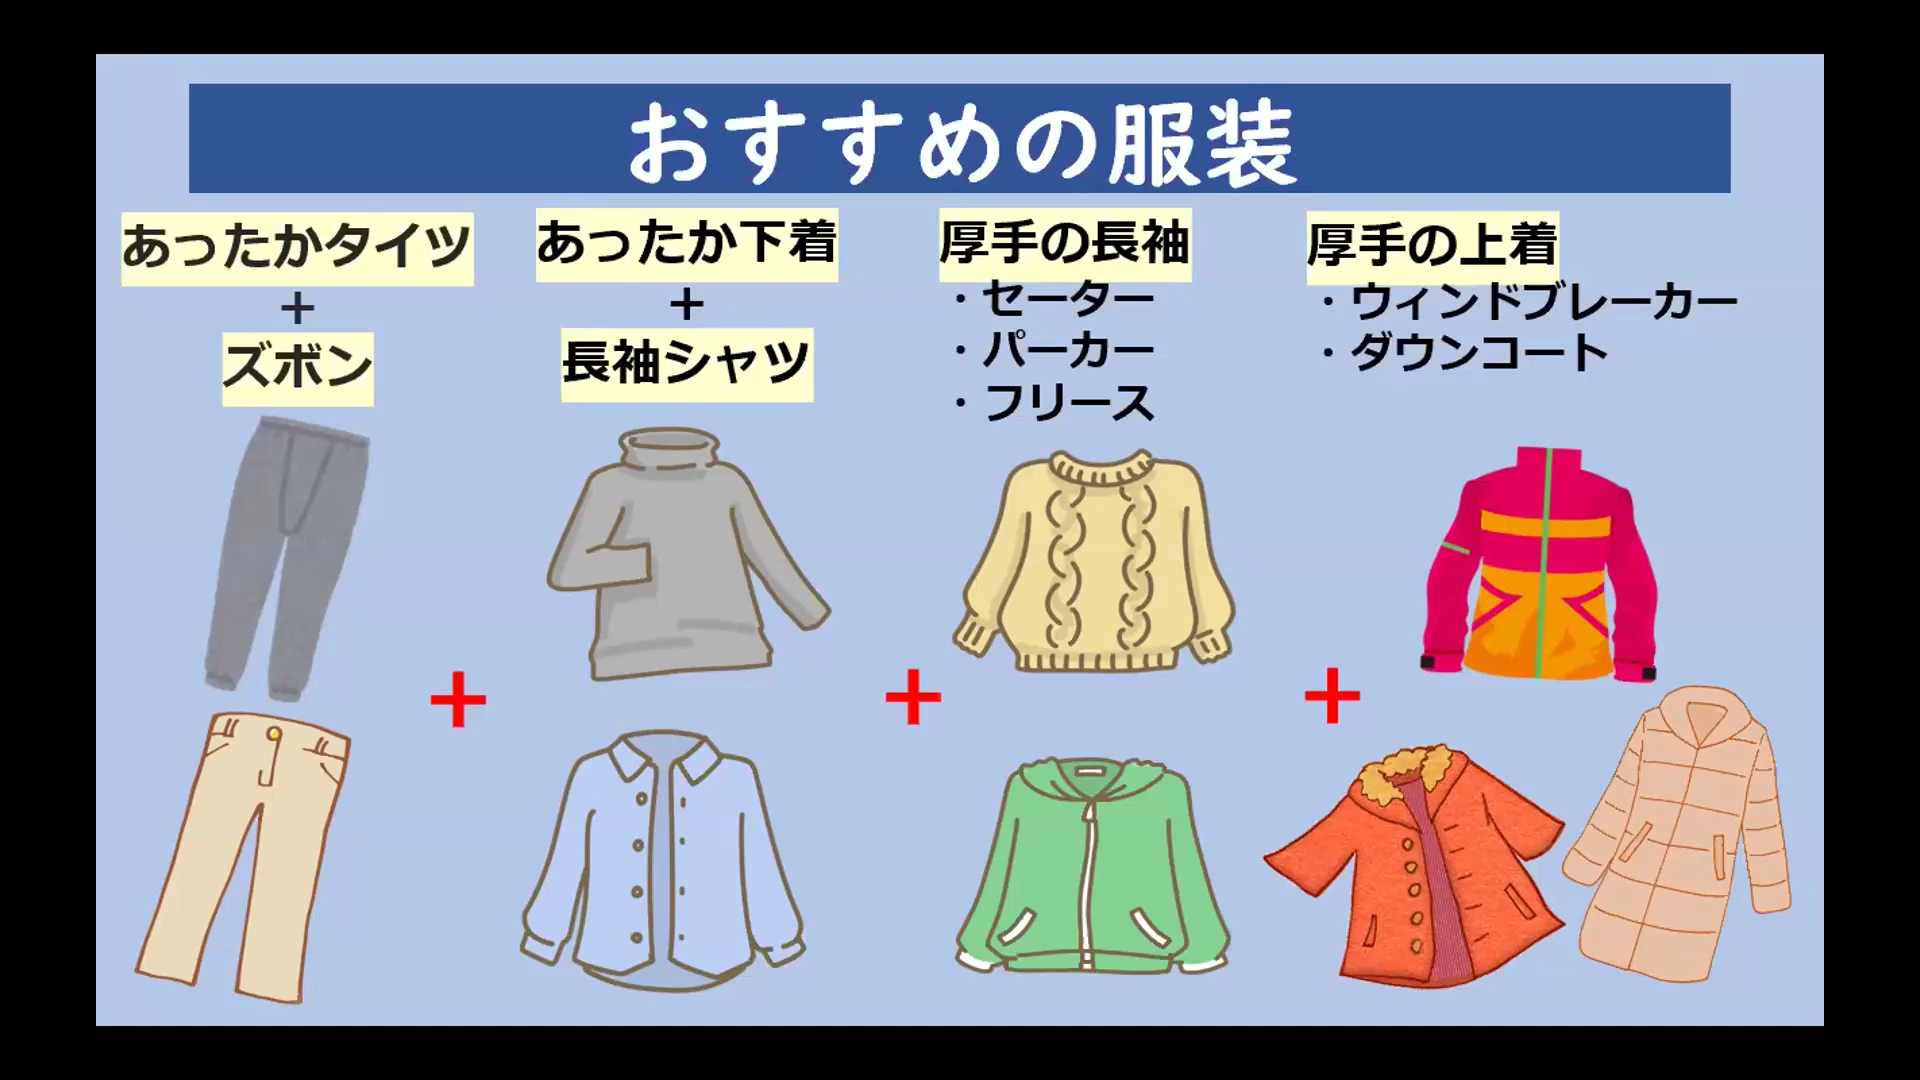 おすすめの服装
あったかタイツ
+
ズボン
あったか下着
+
長袖シャツ
厚手の長袖
・セーター
・パーカー
・フリース
厚手の上着
・ウィンドブレーカー
・ダウンコート
+
+
+